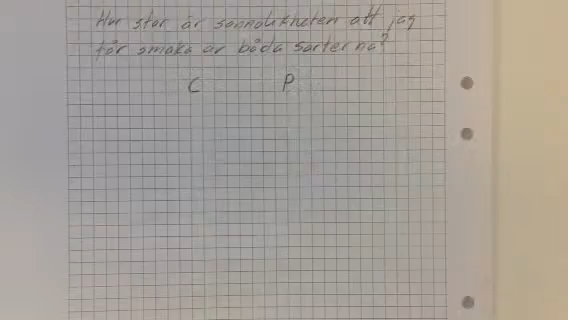 Hur stor är sannolikheten att jag
får smaka av båda sorterna?
C P